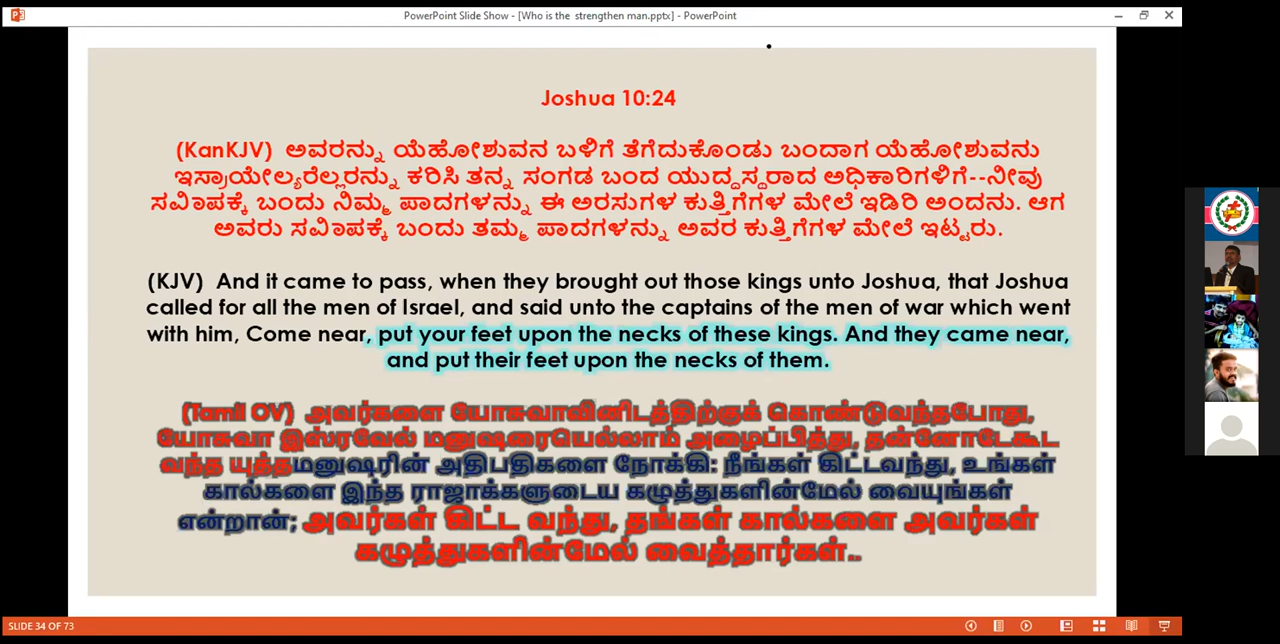 PowerPoint Slide Show - [Who is the strengthen man.pptx] - PowerPoint
Joshua 10:24
(KanKJV) ಅವರನ್ನು ಯೆಹೋಶುವನ ಬಳಿಗೆ ತೆಗೆದುಕೊಂಡು ಬಂದಾಗ ಯೆಹೋಶುವನು
ಇಸ್ರಾಯೇಲ್ಯರೆಲ್ಲರನ್ನು ಕರಿಸಿ ತನ್ನ ಸಂಗಡ ಬಂದ ಯುದ್ಧಸ್ಥರಾದ ಅಧಿಕಾರಿಗಳಿಗೆ--ನೀವು
ಸವಿೂಪಕ್ಕೆ ಬಂದು ನಿಮ್ಮ ಪಾದಗಳನ್ನು ಈ ಅರಸುಗಳ ಕುತ್ತಿಗೆಗಳ ಮೇಲೆ ಇಡಿರಿ ಅಂದನು. ಆಗ
ಅವರು ಸವಿೂಪಕ್ಕೆ ಬಂದು ತಮ್ಮ ಪಾದಗಳನ್ನು ಅವರ ಕುತ್ತಿಗೆಗಳ ಮೇಲೆ ಇಟ್ಟರು.
(KJV) And it came to pass, when they brought out those kings unto Joshua, that Joshua
called for all the men of Israel, and said unto the captains of the men of war which went
with him, Come near, put your feet upon the necks of these kings. And they came near,
and put their feet upon the necks of them.
(Tamil OV) அவர்களை யோசுவாவினிடத்திற்குக் கொண்டுவந்தபோது,
யோசுவா இஸ்ரவேல் மனுஷரையெல்லாம் அழைப்பித்து, தன்னோடேகூட
வந்த யுத்தமனுஷரின் அதிபதிகளை நோக்கி: நீங்கள் கிட்டவந்து, உங்கள்
கால்களை இந்த ராஜாக்களுடைய கழுத்துகளின்மேல் வையுங்கள்
என்றான்; அவர்கள் கிட்ட வந்து, தங்கள் கால்களை அவர்கள்
கழுத்துகளின்மேல் வைத்தார்கள்..
SLIDE 34 OF 73